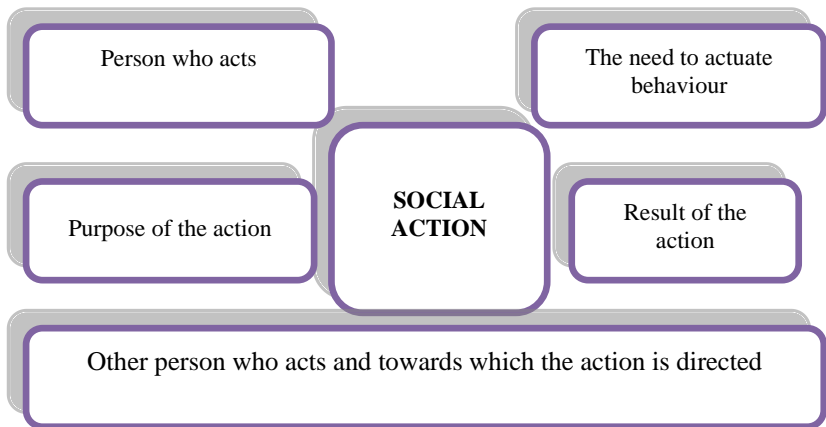 Person who acts
The need to actuate
behaviour
SOCIAL
ACTION
Purpose of the action
Result of the
action
Other person who acts and towards which the action is directed